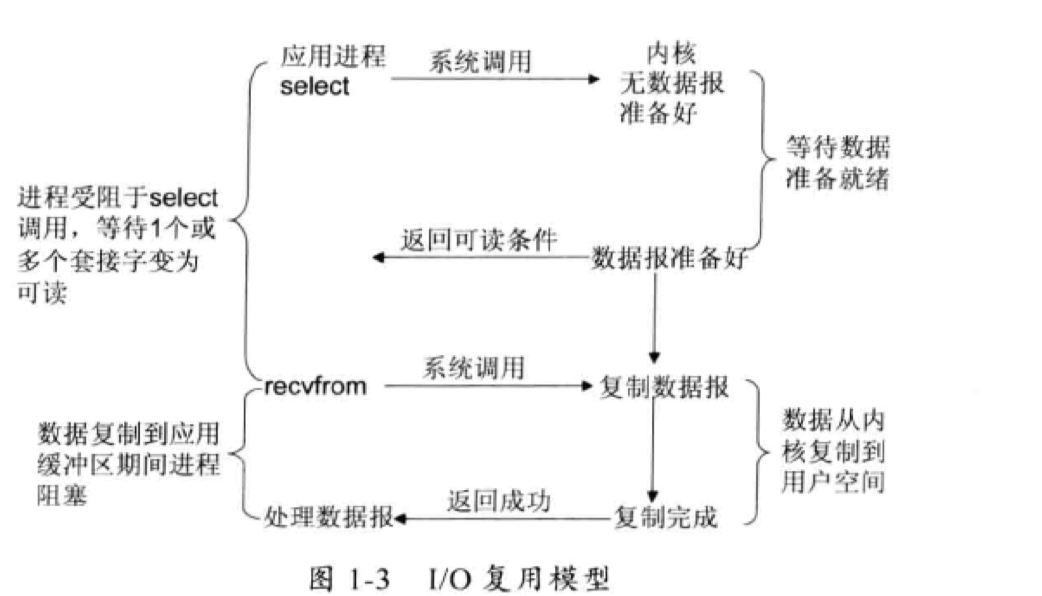 应用进程
select
系统调用
内核
无数据报
准备好
等待数据
准备就绪
进程受阻于select
调用，等待1个或
多个套接字变为
可读
返回可读条件
数据报准备好
recvfrom
系统调用
复制数据报
数据复制到应用
缓冲区期间进程
阻塞
数据从内
核复制到
用户空间
处理数据报
返回成功
复制完成
图 1-3 I/O 复用模型